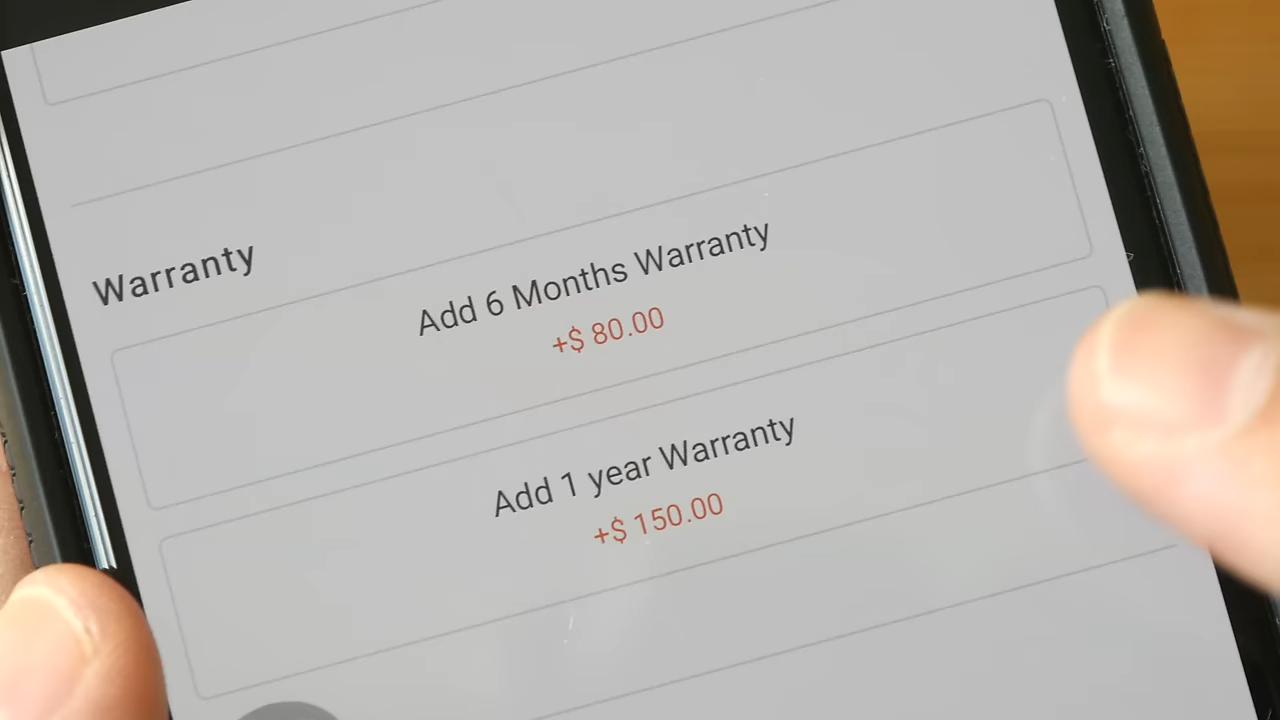 Warranty
Add 6 Months Warranty
+$ 80.00
Add 1 year Warranty
+$ 150.00